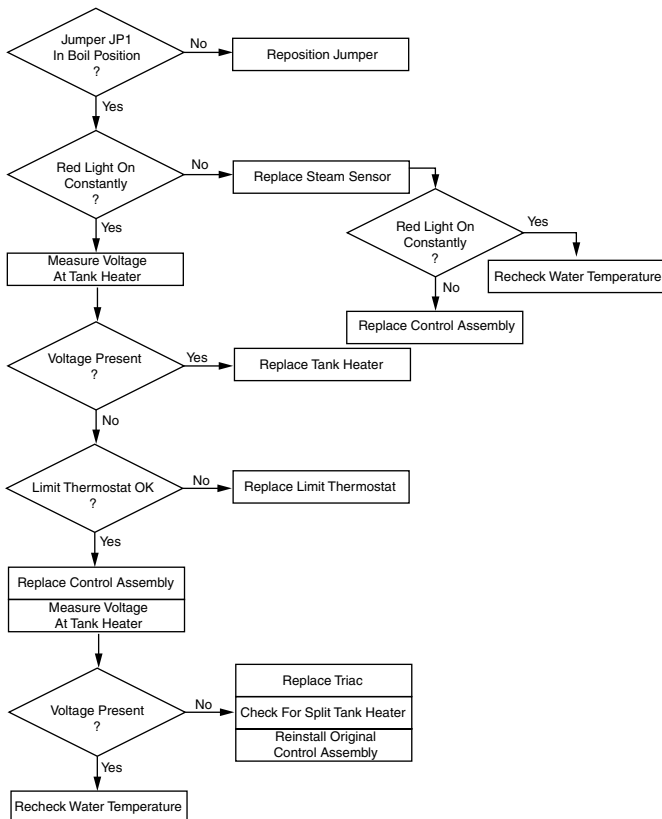 Jumper JP1
In Boil Position
?
No
Reposition Jumper
Yes
Red Light On
Constantly
?
No
Replace Steam Sensor
Red Light On
Constantly
?
Yes
Recheck Water Temperature
No
Replace Control Assembly
Yes
Measure Voltage
At Tank Heater
Voltage Present
?
Yes
Replace Tank Heater
No
Limit Thermostat OK
?
No
Replace Limit Thermostat
Yes
Replace Control Assembly
Measure Voltage
At Tank Heater
Voltage Present
?
No
Replace Triac
Check For Split Tank Heater
Reinstall Original
Control Assembly
Yes
Recheck Water Temperature